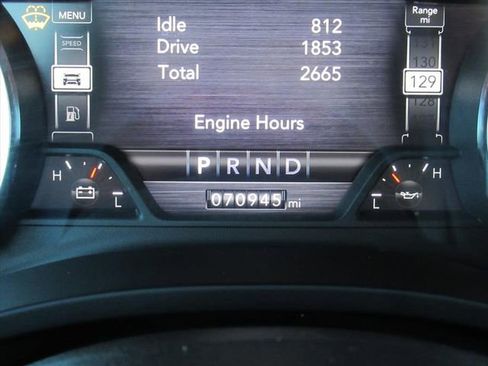 MENU
SPEED
Idle 812
Drive 1853
Total 2665
Engine Hours
Range
mi
131
130
129
128
P R N D
070945 mi
H L
L H